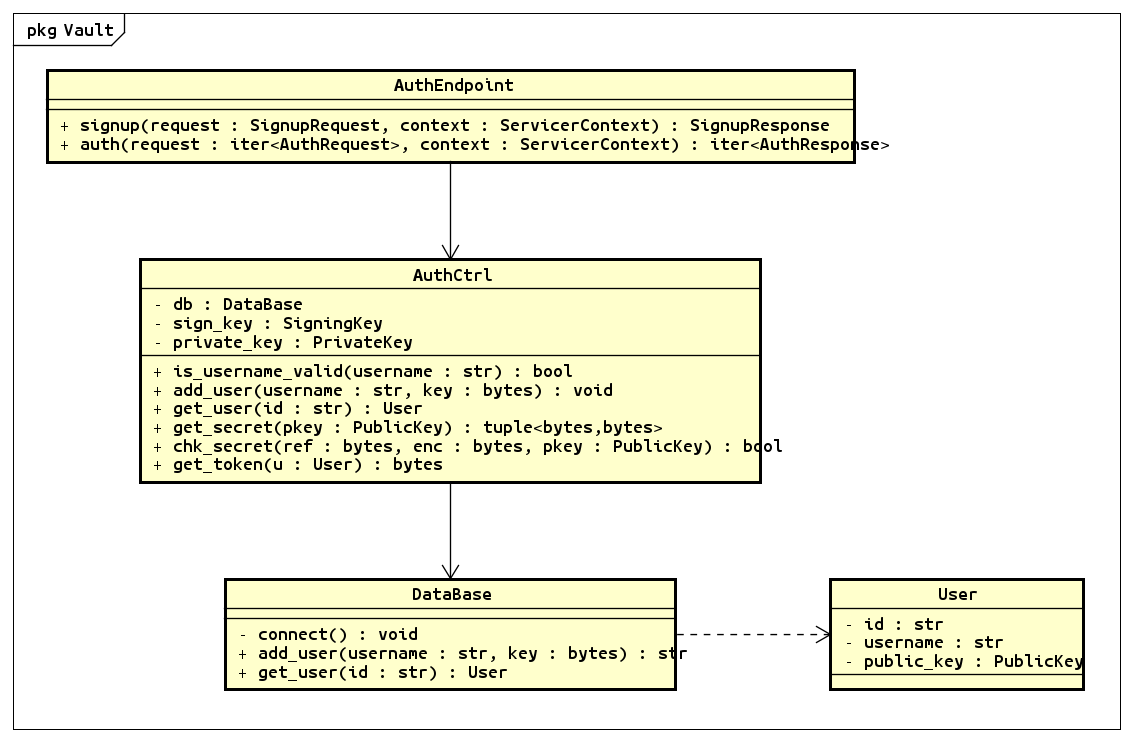 pkg Vault
AuthEndpoint
+ signup(request : SignupRequest, context : ServicerContext) : SignupResponse
+ auth(request : iter<AuthRequest>, context : ServicerContext) : iter<AuthResponse>
AuthCtrl
- db : DataBase
- sign_key : SigningKey
- private_key : PrivateKey
+ is_username_valid(username : str) : bool
+ add_user(username : str, key : bytes) : void
+ get_user(id : str) : User
+ get_secret(pkey : PublicKey) : tuple<bytes,bytes>
+ chk_secret(ref : bytes, enc : bytes, pkey : PublicKey) : bool
+ get_token(u : User) : bytes
DataBase
- connect() : void
+ add_user(username : str, key : bytes) : str
+ get_user(id : str) : User
User
- id : str
- username : str
- public_key : PublicKey